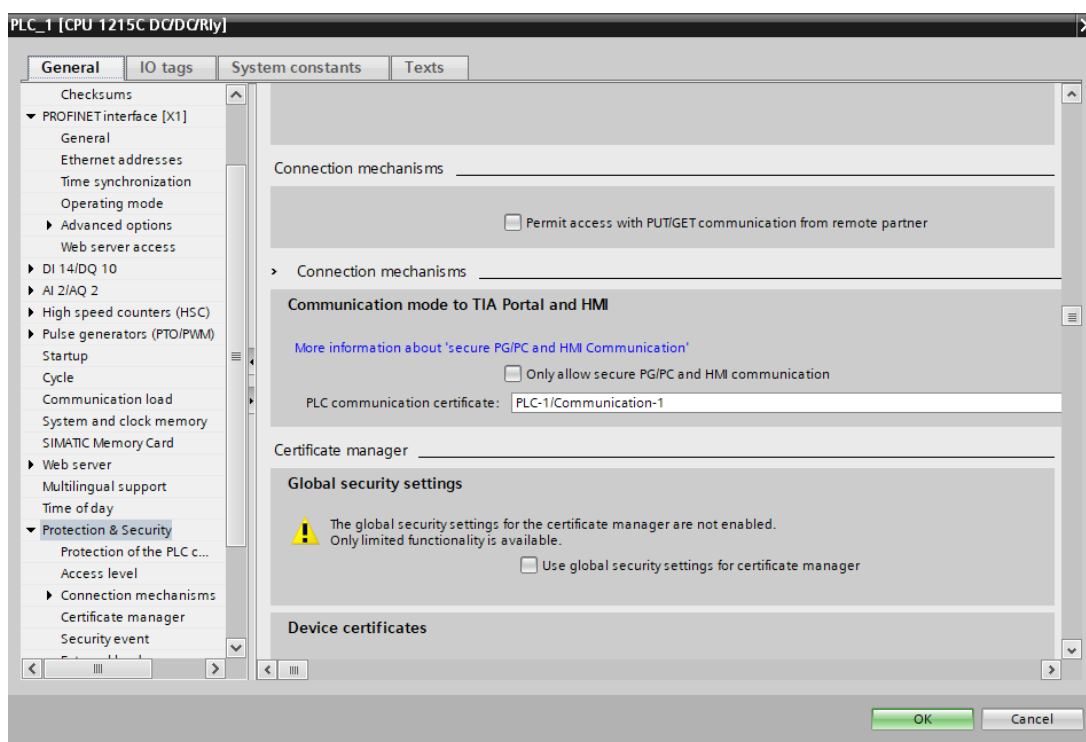 PLC_1 [CPU 1215C DC/DC/Rly]
General
IO tags
System constants
Texts
Checksums
PROFINET interface [X1]
General
Ethernet addresses
Time synchronization
Operating mode
Advanced options
Web server access
DI 14/DQ 10
AI 2/AQ 2
High speed counters (HSC)
Pulse generators (PTO/PWM)
Startup
Cycle
Communication load
System and clock memory
SIMATIC Memory Card
Web server
Multilingual support
Time of day
Protection & Security
Protection of the PLC c...
Access level
Connection mechanisms
Certificate manager
Security event
Connection mechanisms
Permit access with PUT/GET communication from remote partner
Connection mechanisms
Communication mode to TIA Portal and HMI
More information about 'secure PG/PC and HMI Communication'
Only allow secure PG/PC and HMI communication
PLC communication certificate: PLC-1/Communication-1
Certificate manager
Global security settings
The global security settings for the certificate manager are not enabled.
Only limited functionality is available.
Use global security settings for certificate manager
Device certificates
OK
Cancel